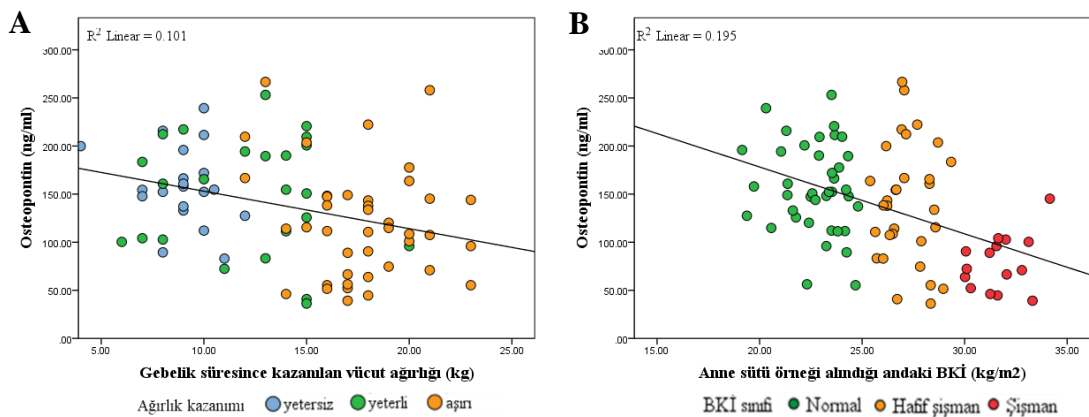 A
R² Linear = 0.101
Osteopontin (ng/ml)
300.00
250.00
200.00
150.00
100.00
50.00
.00
5.00
10.00
15.00
20.00
25.00
Gebelik süresince kazanılan vücut ağırlığı (kg)
Ağırlık kazanımı yetersiz yeterli aşırı
B
R² Linear = 0.195
Osteopontin (ng/ml)
300.00
250.00
200.00
150.00
100.00
50.00
.00
15.00
20.00
25.00
30.00
35.00
Anne sütü örneği alındığı andaki BKİ (kg/m2)
BKİ sınıfı Normal Hafif şişman Şişman